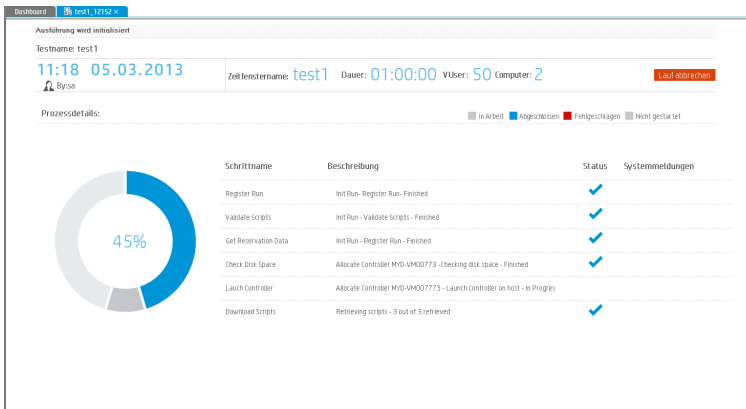 Dashboard test1_12152 ×
Ausführung wird initialisiert
Testname: test1
11:18 05.03.2013
By:sa
Zeitfenstername: test1 Dauer: 01:00:00 VUser: 50 Computer: 2
Lauf abbrechen
Prozessdetails:
In Arbeit Abgeschlossen Fehlgeschlagen Nicht gestartet
Schrittname Beschreibung Status Systemmeldungen
Register Run Init Run- Register Run- Finished
Validate Scripts Init Run - Validate Scripts - Finished
45% Get Reservation Data Init Run - Register Run - Finished
Check Disk Space Allocate Controller MYD-VM00773 -Checking disk space - Finished
Lauch Controller Allocate Controller MYD-VM007773 - Launch controller on host - in Progres
Download Scripts Retrieving scripts - 3 out of 3 retrieved